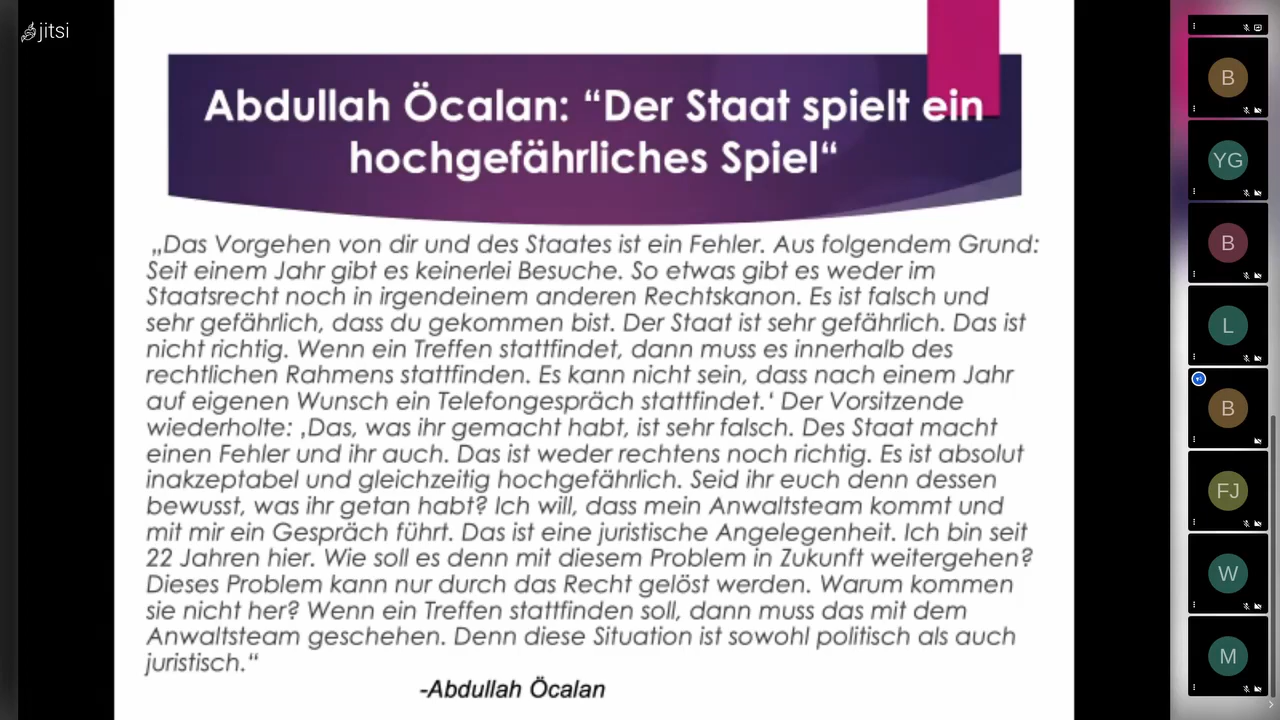 jitsi
Abdullah Öcalan: “Der Staat spielt ein
hochgefährliches Spiel“
„Das Vorgehen von dir und des Staates ist ein Fehler. Aus folgendem Grund:
Seit einem Jahr gibt es keinerlei Besuche. So etwas gibt es weder im
Staatsrecht noch in irgendeinem anderen Rechtskanon. Es ist falsch und
sehr gefährlich, dass du gekommen bist. Der Staat ist sehr gefährlich. Das ist
nicht richtig. Wenn ein Treffen stattfindet, dann muss es innerhalb des
rechtlichen Rahmens stattfinden. Es kann nicht sein, dass nach einem Jahr
auf eigenen Wunsch ein Telefongespräch stattfindet.‘ Der Vorsitzende
wiederholte: ‚Das, was ihr gemacht habt, ist sehr falsch. Des Staat macht
einen Fehler und ihr auch. Das ist weder rechtens noch richtig. Es ist absolut
inakzeptabel und gleichzeitig hochgefährlich. Seid ihr euch denn dessen
bewusst, was ihr getan habt? Ich will, dass mein Anwaltsteam kommt und
mit mir ein Gespräch führt. Das ist eine juristische Angelegenheit. Ich bin seit
22 Jahren hier. Wie soll es denn mit diesem Problem in Zukunft weitergehen?
Dieses Problem kann nur durch das Recht gelöst werden. Warum kommen
sie nicht her? Wenn ein Treffen stattfinden soll, dann muss das mit dem
Anwaltsteam geschehen. Denn diese Situation ist sowohl politisch als auch
juristisch.“
-Abdullah Öcalan
B
YG
B
L
B
FJ
W
M